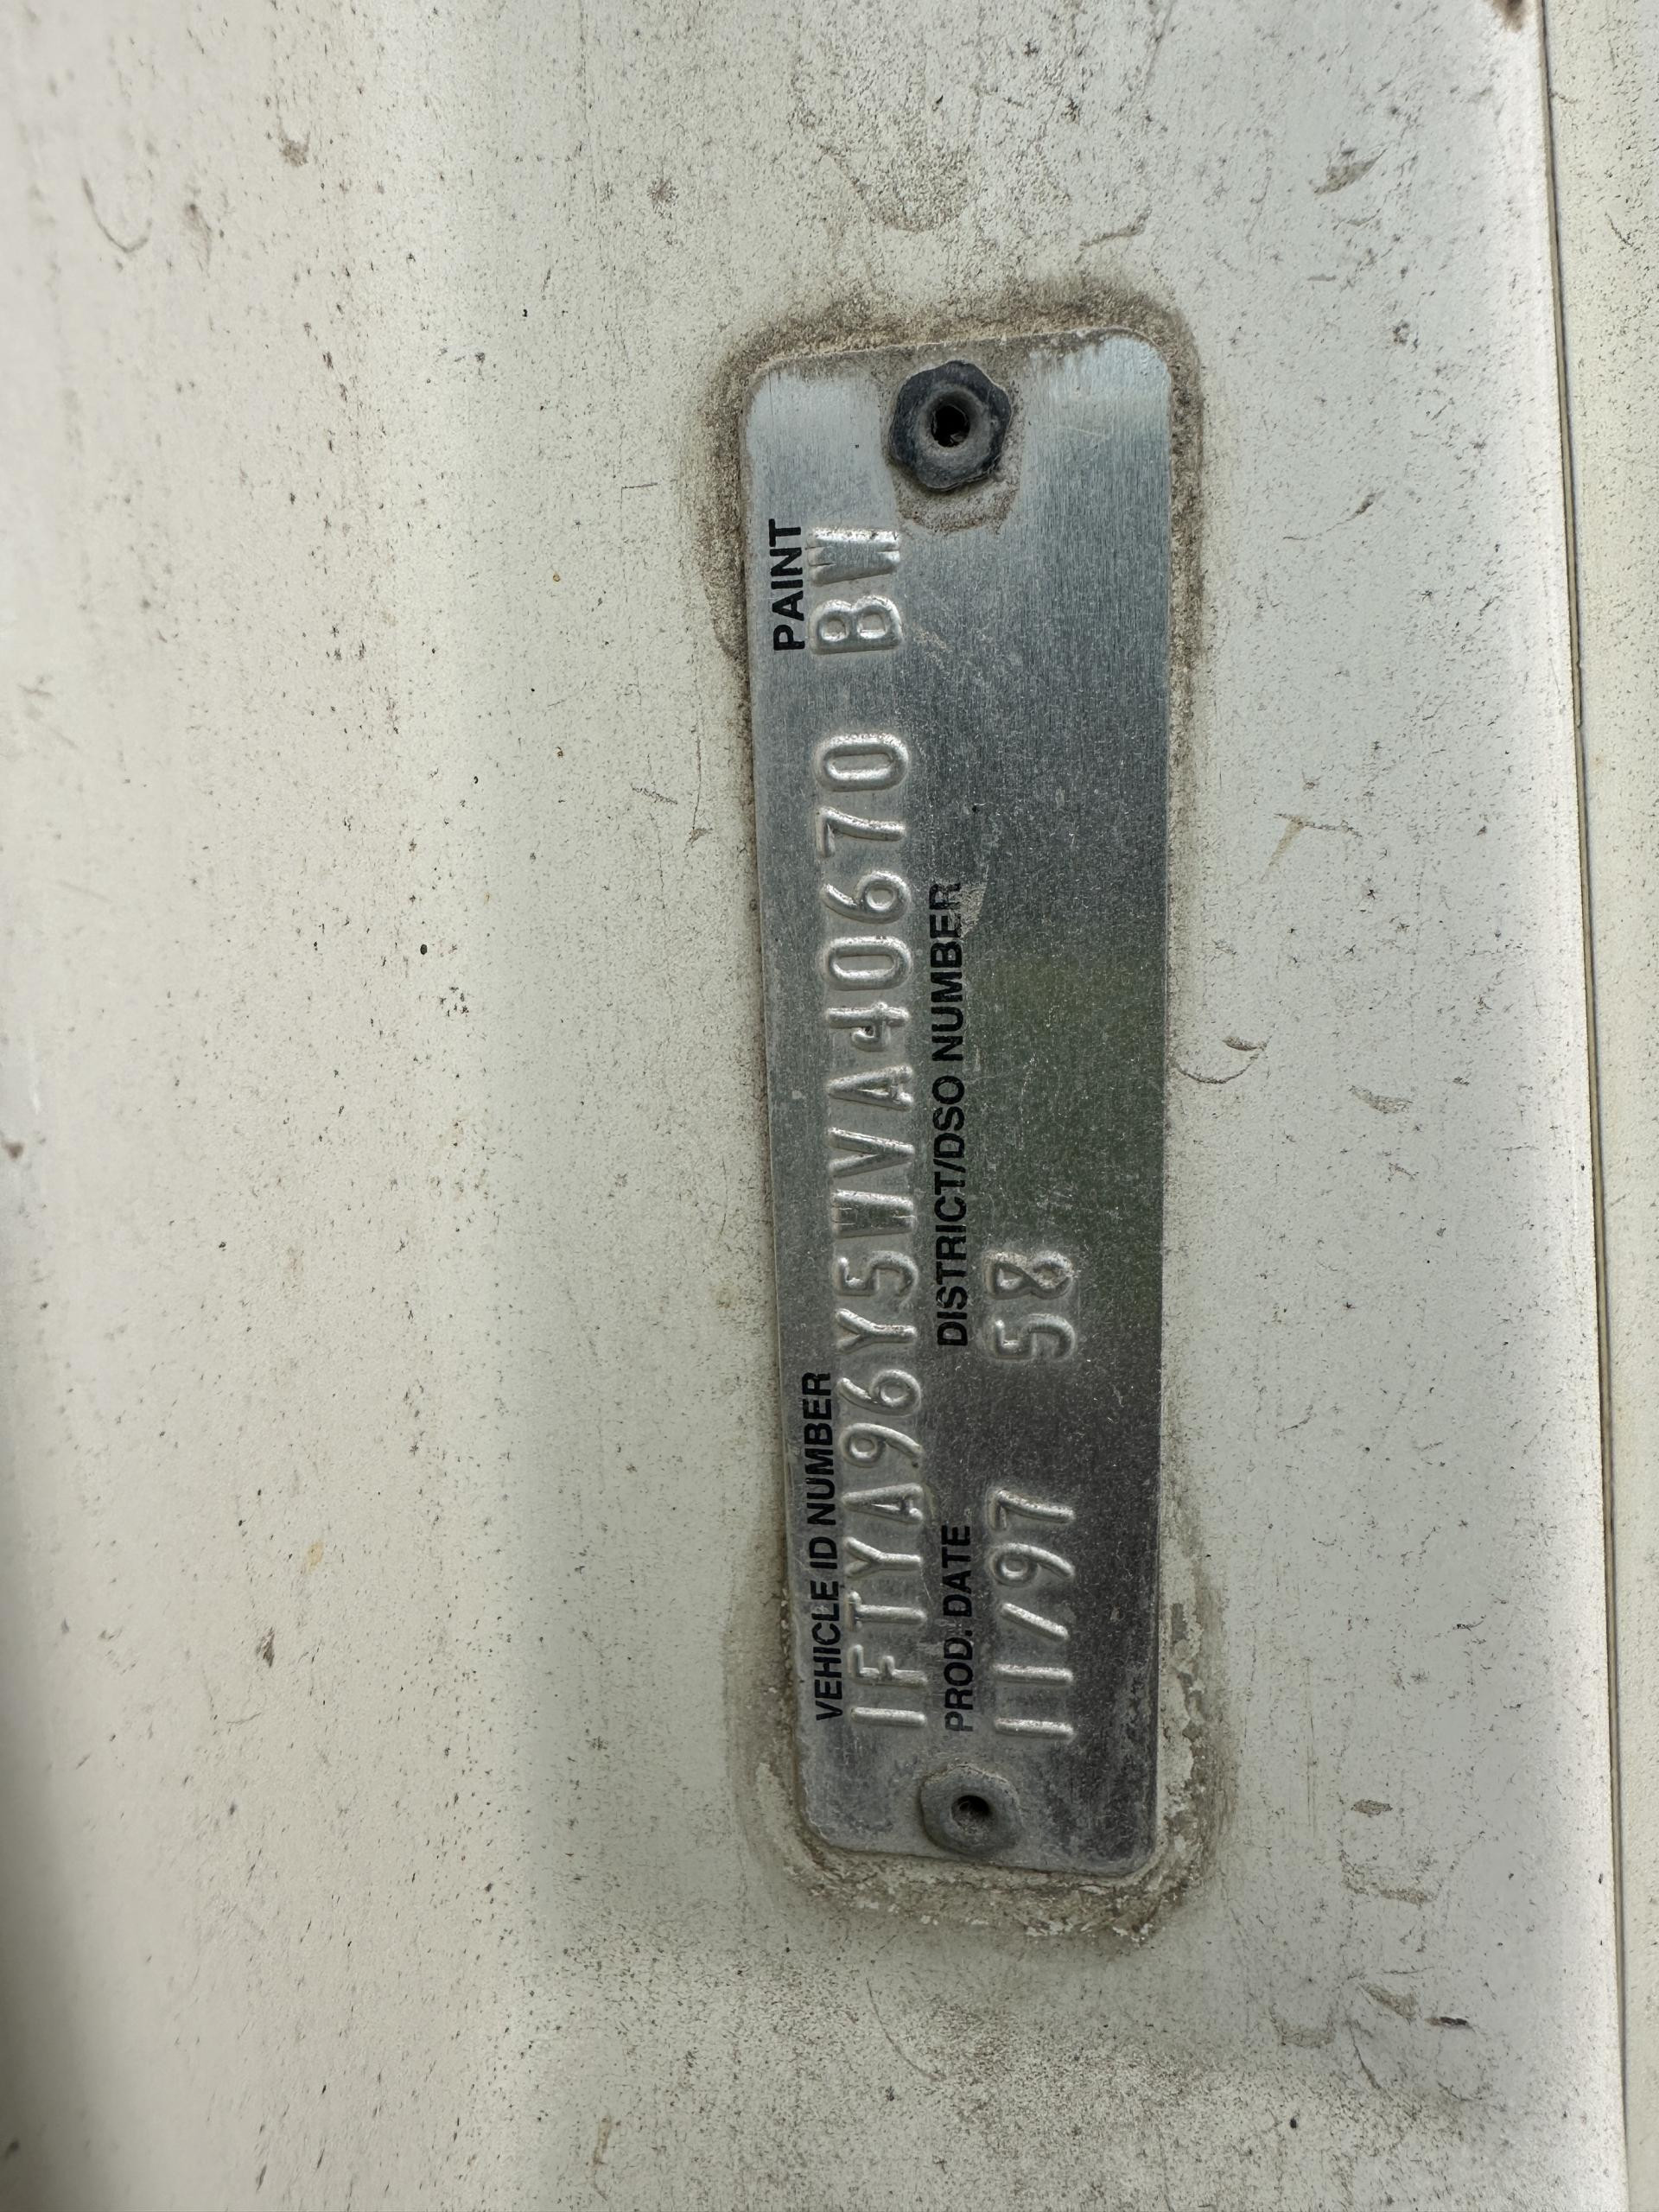 VEHICLE ID NUMBER PAINT
1FTYA96Y5WVA40670 BW
PROD. DATE DISTRICT/DSO NUMBER
11/97 58